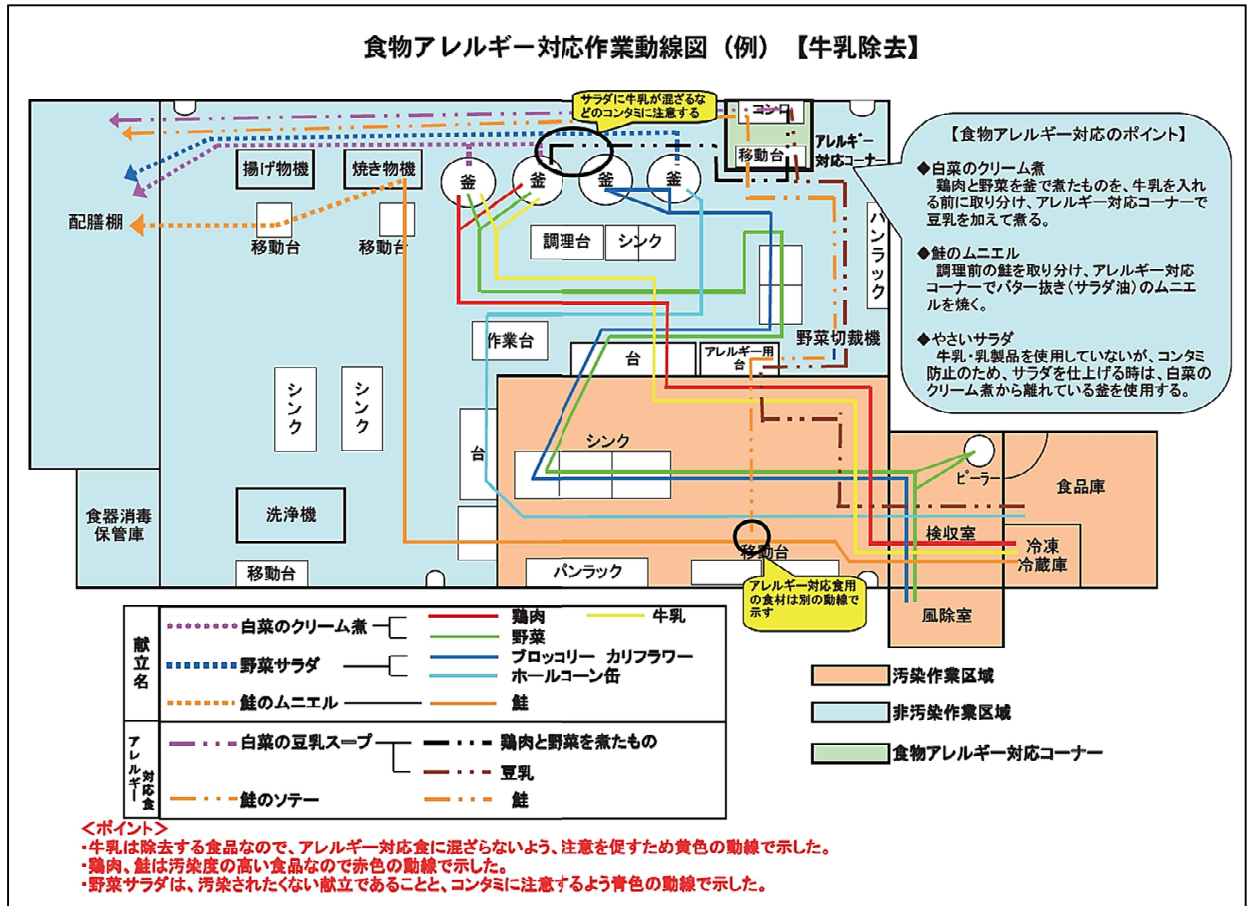 食物アレルギー対応作業動線図（例）【牛乳除去】
サラダに牛乳が混ざるな
どのコンタミに注意する
コンロ
移動台
アレルギー
対応コーナー
揚げ物機
焼き物機
釜
釜
釜
釜
配膳棚
移動台
移動台
調理台
シンク
パンラック
作業台
台
アレルギー用
台
野菜切裁機
シンク
シンク
台
シンク
ピーラー
食品庫
食器消毒
保管庫
洗浄機
移動台
検収室
冷凍
冷蔵庫
移動台
パンラック
風除室
アレルギー対応食用
の食材は別の動線で
示す
【食物アレルギー対応のポイント】
◆白菜のクリーム煮
鶏肉と野菜を釜で煮たものを、牛乳を入れ
る前に取り分け、アレルギー対応コーナーで
豆乳を加えて煮る。
◆鮭のムニエル
調理前の鮭を取り分け、アレルギー対応
コーナーでバター抜き（サラダ油）のムニエ
ルを焼く。
◆やさいサラダ
牛乳・乳製品を使用していないが、コンタミ
防止のため、サラダを仕上げる時は、白菜の
クリーム煮から離れている釜を使用する。
献立名
白菜のクリーム煮
鶏肉
牛乳
野菜
野菜サラダ
ブロッコリー カリフラワー
ホールコーン缶
鮭のムニエル
鮭
アレルギー
対応食
白菜の豆乳スープ
鶏肉と野菜を煮たもの
豆乳
鮭のソテー
鮭
汚染作業区域
非汚染作業区域
食物アレルギー対応コーナー
＜ポイント＞
・牛乳は除去する食品なので、アレルギー対応食に混ざらないよう、注意を促すため黄色の動線で示した。
・鶏肉、鮭は汚染度の高い食品なので赤色の動線で示した。
・野菜サラダは、汚染されたくない献立であることと、コンタミに注意するよう青色の動線で示した。